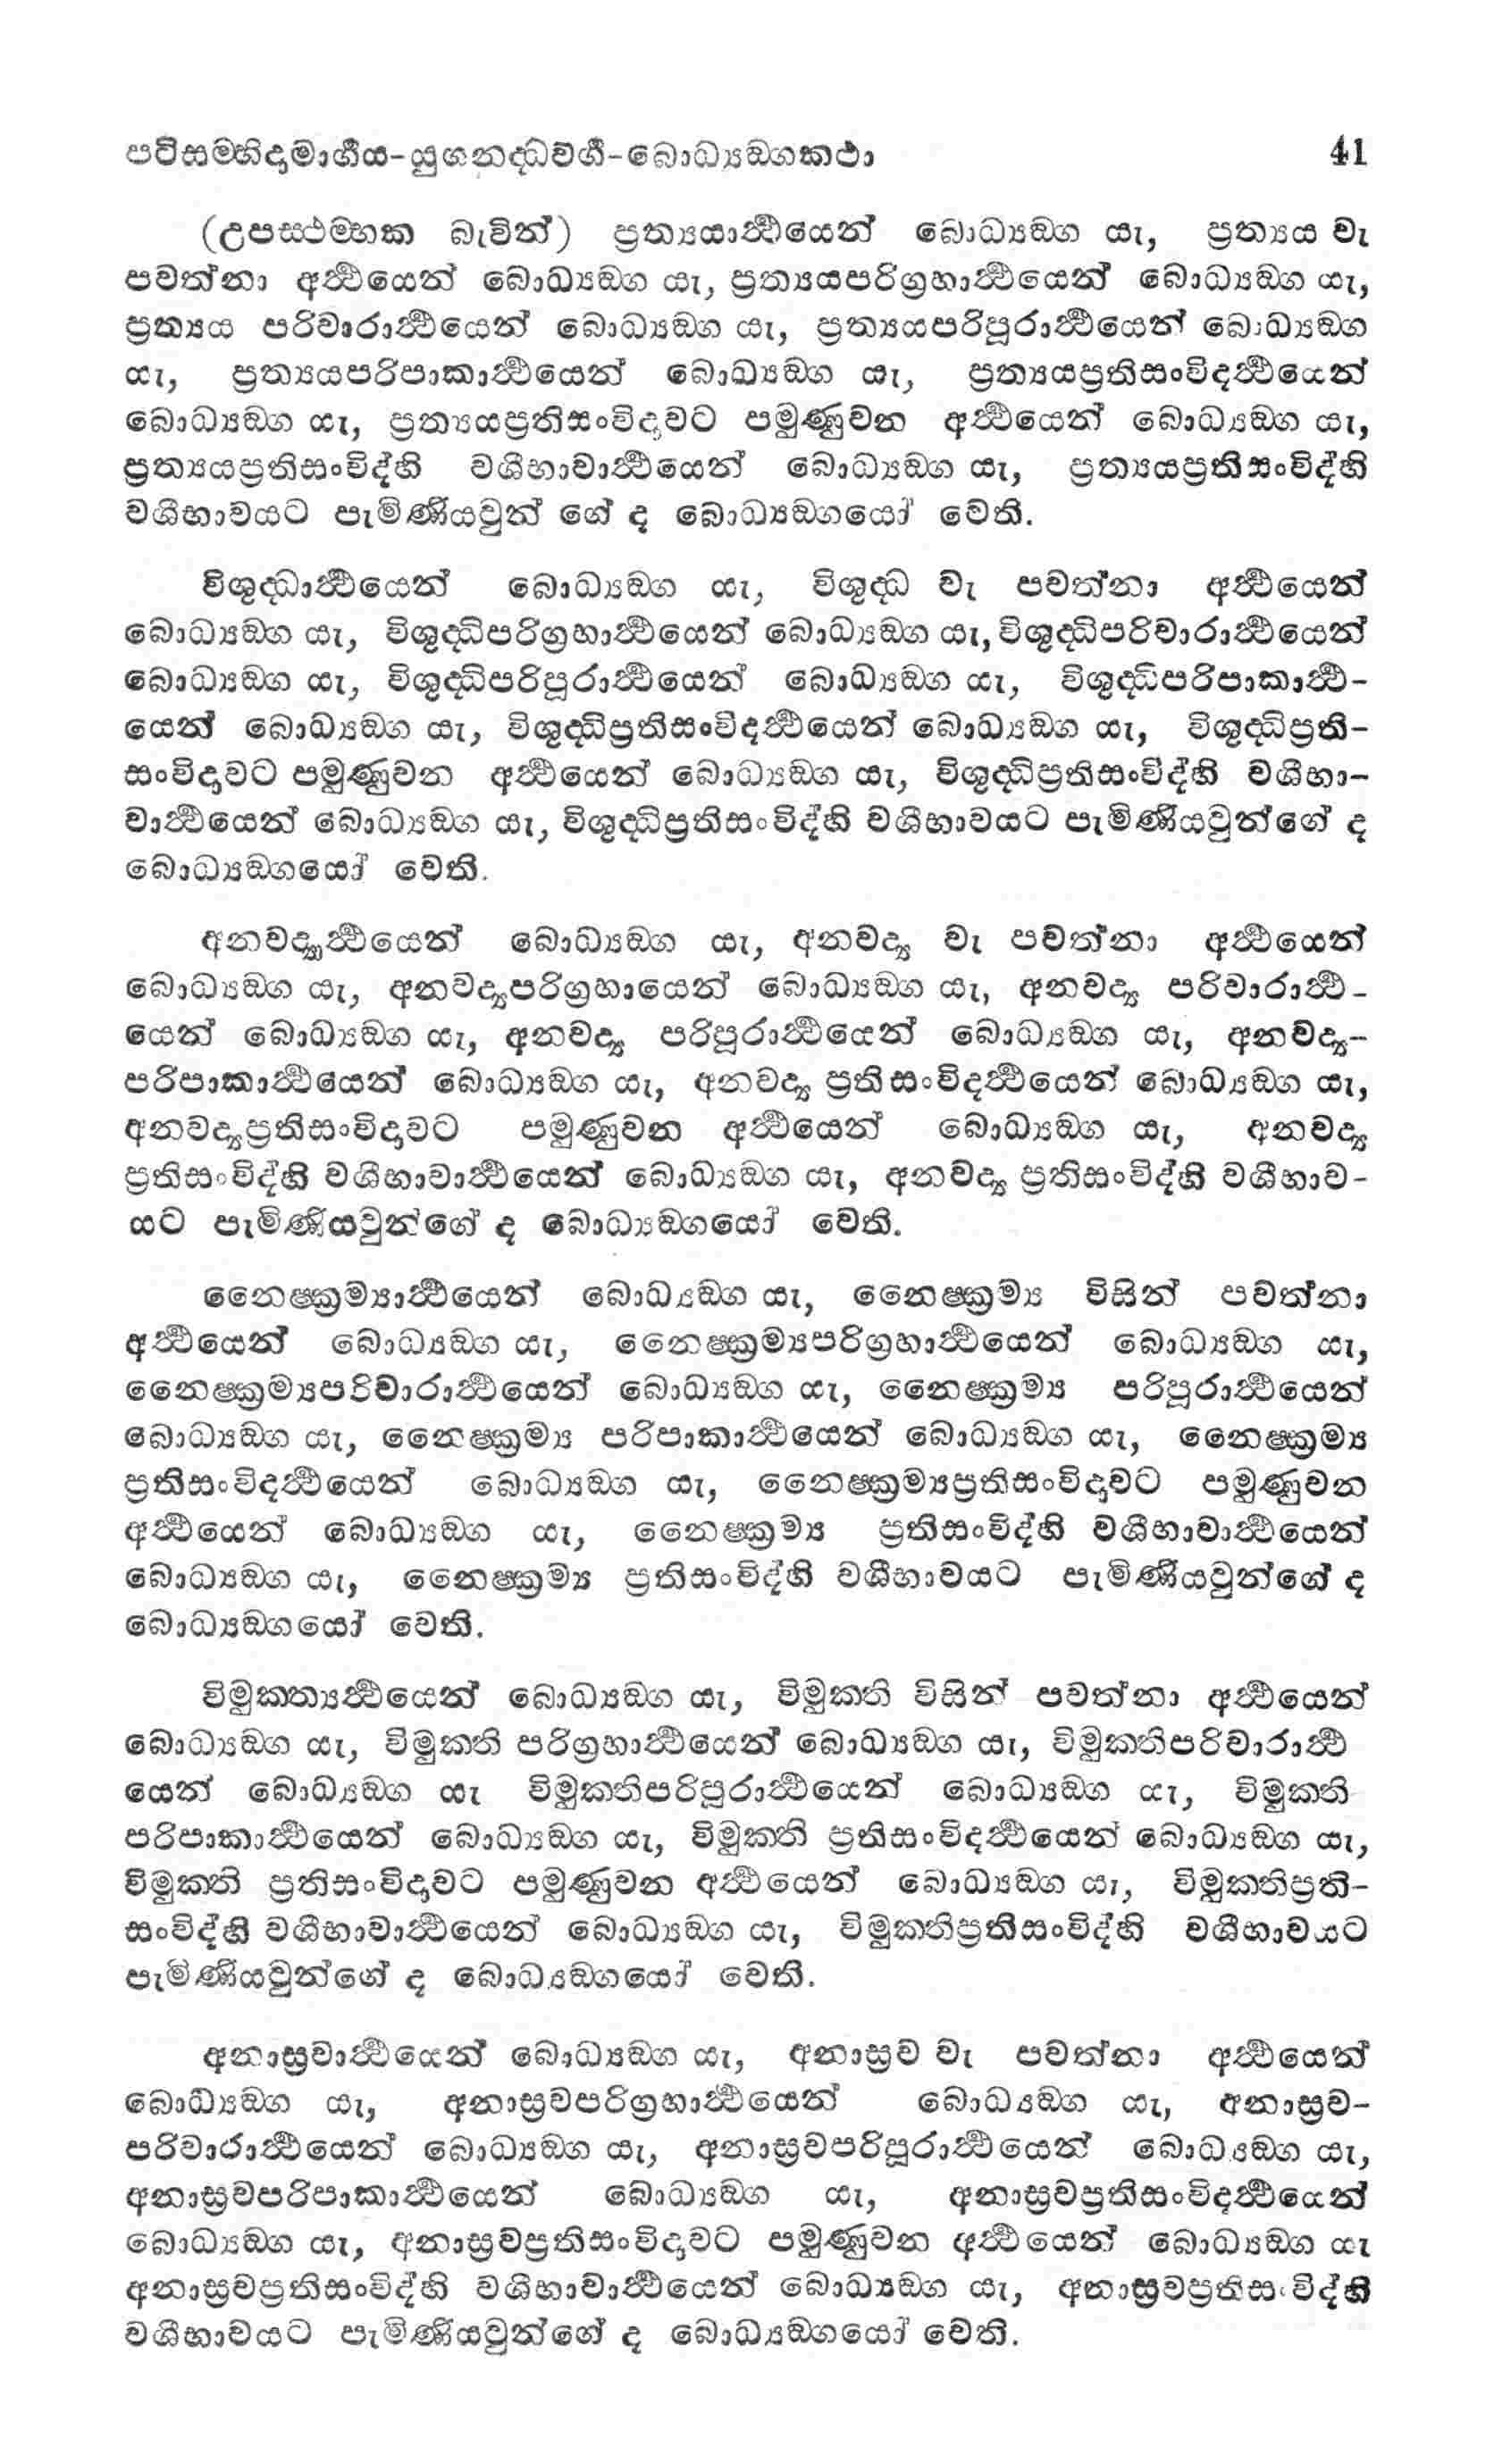 පටිසම්භිදාමාර්‍ගය-යුගනද්ධවර්‍ග-බොධ්‍යඞ්ගකථා 41
(උපස්ථම්භක බැවින්) ප්‍රත්‍යයාර්‍ත්‍ථයෙන් බොධ්‍යඞ්ග යැ, ප්‍රත්‍යය වැ
පවත්නා අර්‍ත්‍ථයෙන් බොධ්‍යඞ්ග යැ, ප්‍රත්‍යයපරිග්‍රහාර්‍ත්‍ථයෙන් බොධ්‍යඞ්ග යැ,
ප්‍රත්‍යය පරිවාරාර්‍ත්‍ථයෙන් බොධ්‍යඞ්ග යැ, ප්‍රත්‍යයපරිපූරාර්‍ත්‍ථයෙන් බොධ්‍යඞ්ග
යැ, ප්‍රත්‍යයපරිපාකාර්‍ත්‍ථයෙන් බොධ්‍යඞ්ග යැ, ප්‍රත්‍යයප්‍රතිසංවිදර්‍ත්‍ථයෙන්
බොධ්‍යඞ්ග යැ, ප්‍රත්‍යයප්‍රතිසංවිදාවට පමුණුවන අර්‍ත්‍ථයෙන් බොධ්‍යඞ්ග යැ,
ප්‍රත්‍යයප්‍රතිසංවිද්හි වශීභාවාර්‍ත්‍ථයෙන් බොධ්‍යඞ්ග යැ, ප්‍රත්‍යයප්‍රතිසංවිද්හි
වශීභාවයට පැමිණියවුන් ගේ ද බොධ්‍යඞ්ගයෝ වෙති.
විශුද්ධාර්‍ත්‍ථයෙන් බොධ්‍යඞ්ග යැ, විශුද්ධ වැ පවත්නා අර්‍ත්‍ථයෙන්
බොධ්‍යඞ්ග යැ, විශුද්ධිපරිග්‍රහාර්‍ත්‍ථයෙන් බොධ්‍යඞ්ග යැ, විශුද්ධිපරිවාරාර්‍ත්‍ථයෙන්
බොධ්‍යඞ්ග යැ, විශුද්ධිපරිපූරාර්‍ත්‍ථයෙන් බොධ්‍යඞ්ග යැ, විශුද්ධිපරිපාකාර්‍ත්‍ථ-
යෙන් බොධ්‍යඞ්ග යැ, විශුද්ධිප්‍රතිසංවිදර්‍ත්‍ථයෙන් බොධ්‍යඞ්ග යැ, විශුද්ධිප්‍රති-
සංවිදාවට පමුණුවන අර්‍ත්‍ථයෙන් බොධ්‍යඞ්ග යැ, විශුද්ධිප්‍රතිසංවිද්හි වශීභා-
වාර්‍ත්‍ථයෙන් බොධ්‍යඞ්ග යැ, විශුද්ධිප්‍රතිසංවිද්හි වශීභාවයට පැමිණියවුන්ගේ ද
බොධ්‍යඞ්ගයෝ වෙති.
අනවද්‍යාර්‍ත්‍ථයෙන් බොධ්‍යඞ්ග යැ, අනවද්‍ය වැ පවත්නා අර්‍ත්‍ථයෙන්
බොධ්‍යඞ්ග යැ, අනවද්‍යපරිග්‍රහායෙන් බොධ්‍යඞ්ග යැ, අනවද්‍ය පරිවාරාර්‍ත්‍ථ-
යෙන් බොධ්‍යඞ්ග යැ, අනවද්‍ය පරිපූරාර්‍ත්‍ථයෙන් බොධ්‍යඞ්ග යැ, අනවද්‍ය-
පරිපාකාර්‍ත්‍ථයෙන් බොධ්‍යඞ්ග යැ, අනවද්‍ය ප්‍රතිසංවිදර්‍ත්‍ථයෙන් බොධ්‍යඞ්ග යැ,
අනවද්‍යප්‍රතිසංවිදාවට පමුණුවන අර්‍ත්‍ථයෙන් බොධ්‍යඞ්ග යැ, අනවද්‍ය
ප්‍රතිසංවිද්හි වශීභාවාර්‍ත්‍ථයෙන් බොධ්‍යඞ්ග යැ, අනවද්‍ය ප්‍රතිසංවිද්හි වශීභාව-
යට පැමිණියවුන්ගේ ද බොධ්‍යඞ්ගයෝ වෙති.
නෛෂ්ක්‍රම්‍යාර්‍ත්‍ථයෙන් බොධ්‍යඞ්ග යැ, නෛෂ්ක්‍රම්‍ය විසින් පවත්නා
අර්‍ත්‍ථයෙන් බොධ්‍යඞ්ග යැ, නෛෂ්ක්‍රම්‍යපරිග්‍රහාර්‍ත්‍ථයෙන් බොධ්‍යඞ්ග යැ,
නෛෂ්ක්‍රම්‍යපරිවාරාර්‍ත්‍ථයෙන් බොධ්‍යඞ්ග යැ, නෛෂ්ක්‍රම්‍ය පරිපූරාර්‍ත්‍ථයෙන්
බොධ්‍යඞ්ග යැ, නෛෂ්ක්‍රම්‍ය පරිපාකාර්‍ත්‍ථයෙන් බොධ්‍යඞ්ග යැ, නෛෂ්ක්‍රම්‍ය
ප්‍රතිසංවිදර්‍ත්‍ථයෙන් බොධ්‍යඞ්ග යැ, නෛෂ්ක්‍රම්‍යප්‍රතිසංවිදාවට පමුණුවන
අර්‍ත්‍ථයෙන් බොධ්‍යඞ්ග යැ, නෛෂ්ක්‍රම්‍ය ප්‍රතිසංවිද්හි වශීභාවාර්‍ත්‍ථයෙන්
බොධ්‍යඞ්ග යැ, නෛෂ්ක්‍රම්‍ය ප්‍රතිසංවිද්හි වශීභාවයට පැමිණියවුන්ගේ ද
බොධ්‍යඞ්ගයෝ වෙති.
විමුක්ත්‍යර්‍ත්‍ථයෙන් බොධ්‍යඞ්ග යැ, විමුක්ති විසින් පවත්නා අර්‍ත්‍ථයෙන්
බොධ්‍යඞ්ග යැ, විමුක්ති පරිග්‍රහාර්‍ත්‍ථයෙන් බොධ්‍යඞ්ග යැ, විමුක්තිපරිවාරාර්‍ත්‍ථ
යෙන් බොධ්‍යඞ්ග යැ විමුක්තිපරිපූරාර්‍ත්‍ථයෙන් බොධ්‍යඞ්ග යැ, විමුක්ති
පරිපාකාර්‍ත්‍ථයෙන් බොධ්‍යඞ්ග යැ, විමුක්ති ප්‍රතිසංවිදර්‍ත්‍ථයෙන් බොධ්‍යඞ්ග යැ,
විමුක්ති ප්‍රතිසංවිදාවට පමුණුවන අර්‍ත්‍ථයෙන් බොධ්‍යඞ්ග යැ, විමුක්තිප්‍රති-
සංවිද්හි වශීභාවාර්‍ත්‍ථයෙන් බොධ්‍යඞ්ග යැ, විමුක්තිප්‍රතිසංවිද්හි වශීභාවයට
පැමිණියවුන්ගේ ද බොධ්‍යඞ්ගයෝ වෙති.
අනාස්‍රවාර්‍ත්‍ථයෙන් බොධ්‍යඞ්ග යැ, අනාස්‍රව වැ පවත්නා අර්‍ත්‍ථයෙන්
බොධ්‍යඞ්ග යැ, අනාස්‍රවපරිග්‍රහාර්‍ත්‍ථයෙන් බොධ්‍යඞ්ග යැ, අනාස්‍රව-
පරිවාරාර්‍ත්‍ථයෙන් බොධ්‍යඞ්ග යැ, අනාස්‍රවපරිපූරාර්‍ත්‍ථයෙන් බොධ්‍යඞ්ග යැ,
අනාස්‍රවපරිපාකාර්‍ත්‍ථයෙන් බොධ්‍යඞ්ග යැ, අනාස්‍රවප්‍රතිසංවිදර්‍ත්‍ථයෙන්
බොධ්‍යඞ්ග යැ, අනාස්‍රවප්‍රතිසංවිදාවට පමුණුවන අර්‍ත්‍ථයෙන් බොධ්‍යඞ්ග යැ
අනාස්‍රවප්‍රතිසංවිද්හි වශීභාවාර්‍ත්‍ථයෙන් බොධ්‍යඞ්ග යැ, අනාස්‍රවප්‍රතිසංවිද්හි
වශීභාවයට පැමිණියවුන්ගේ ද බොධ්‍යඞ්ගයෝ වෙති.